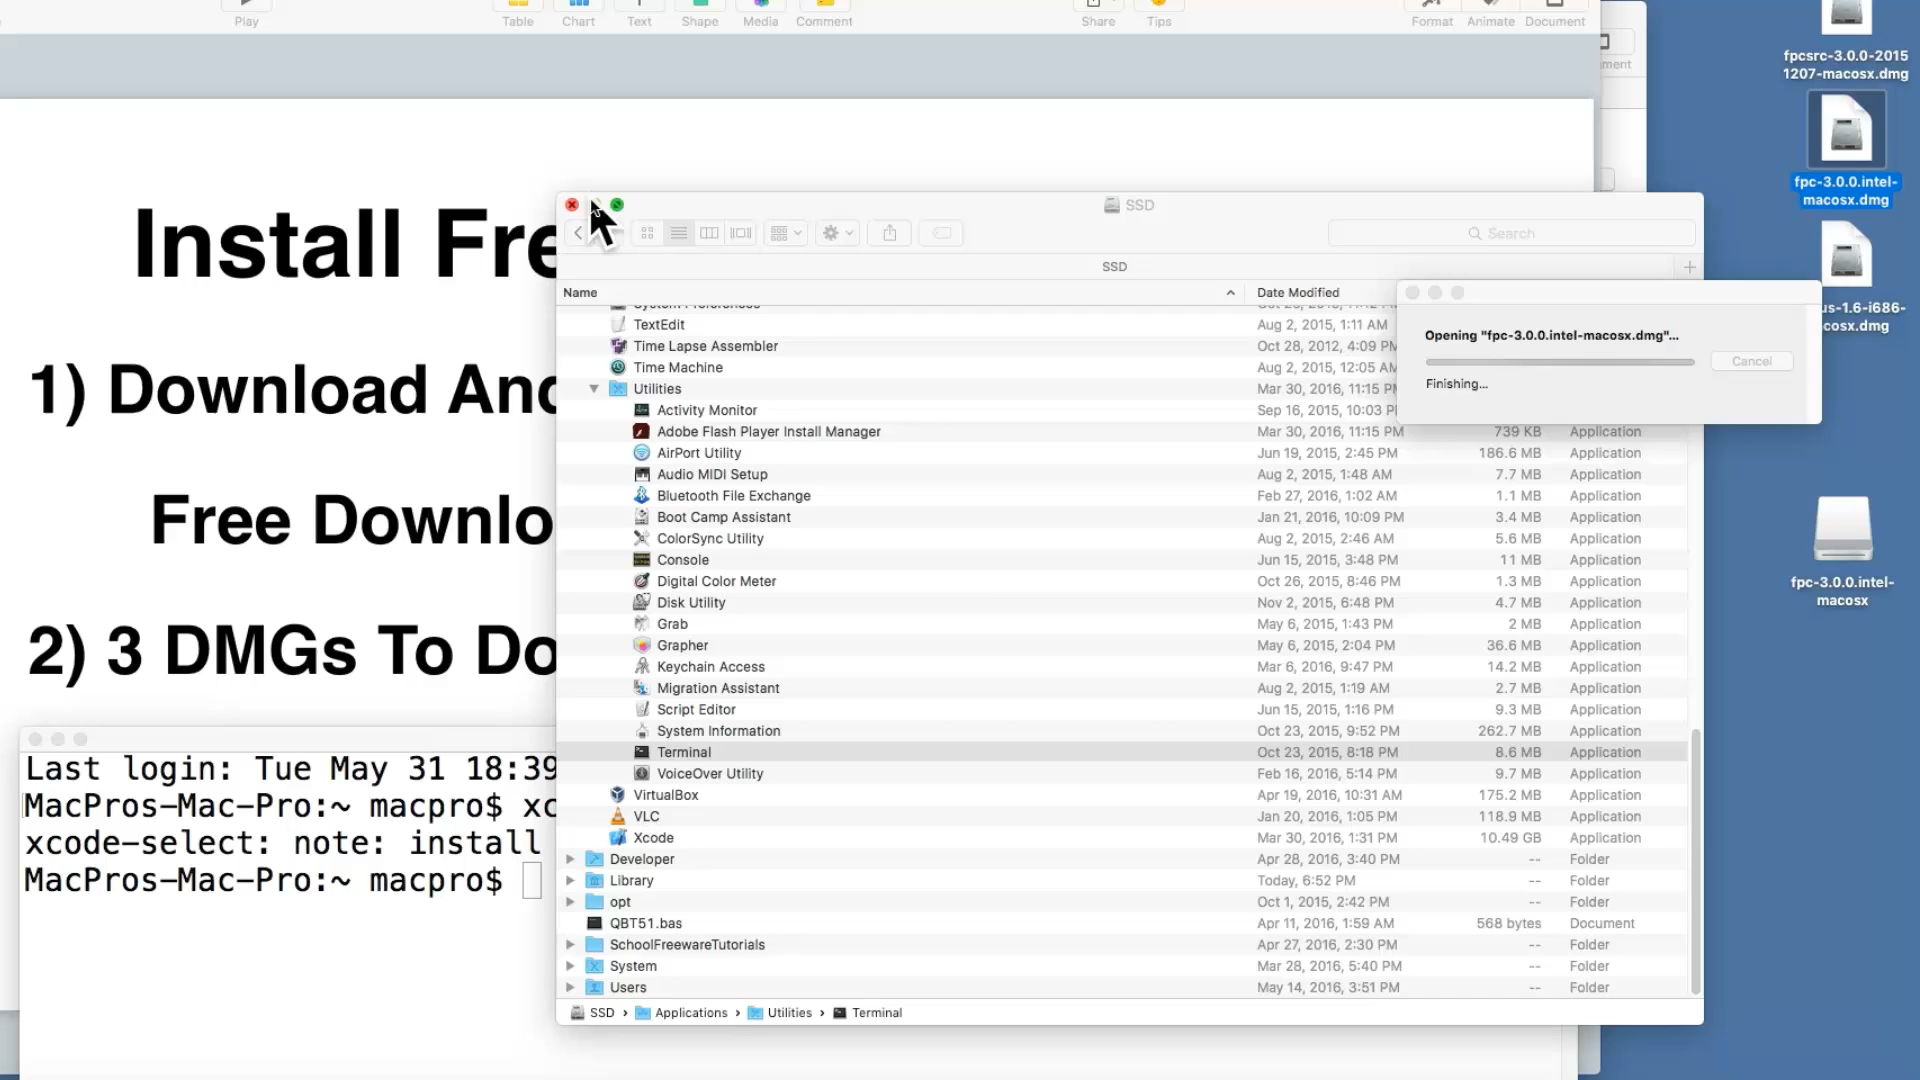 Play
Table
Chart
Text
Shape
Media
Comment
Share
Tips
Format
Animate
Document
ment
fpcsrc-3.0.0-2015
1207-macosx.dmg
fpc-3.0.0.intel-
macosx.dmg
us-1.6-i686-
cosx.dmg
fpc-3.0.0.intel-
macosx
Install Fre
1) Download And
Free Downlo
2) 3 DMGs To Do
SSD
Search
SSD
Name Date Modified
System Preferences
TextEdit Aug 2, 2015, 1:11 AM
Time Lapse Assembler Oct 28, 2012, 4:09 PM
Time Machine Aug 2, 2015, 12:05 AM
Utilities Mar 30, 2016, 11:15 P
Activity Monitor Sep 16, 2015, 10:03 P
Adobe Flash Player Install Manager Mar 30, 2016, 11:15 PM 739 KB Application
AirPort Utility Jun 19, 2015, 2:45 PM 186.6 MB Application
Audio MIDI Setup Aug 2, 2015, 1:48 AM 7.7 MB Application
Bluetooth File Exchange Feb 27, 2016, 1:02 AM 1.1 MB Application
Boot Camp Assistant Jan 21, 2016, 10:09 PM 3.4 MB Application
ColorSync Utility Aug 2, 2015, 2:46 AM 5.6 MB Application
Console Jun 15, 2015, 3:48 PM 11 MB Application
Digital Color Meter Oct 26, 2015, 8:46 PM 1.3 MB Application
Disk Utility Nov 2, 2015, 6:48 PM 4.7 MB Application
Grab May 6, 2015, 1:43 PM 2 MB Application
Grapher May 6, 2015, 2:04 PM 36.6 MB Application
Keychain Access Mar 6, 2016, 9:47 PM 14.2 MB Application
Migration Assistant Aug 2, 2015, 1:19 AM 2.7 MB Application
Script Editor Jun 15, 2015, 1:16 PM 9.3 MB Application
System Information Oct 23, 2015, 9:52 PM 262.7 MB Application
Terminal Oct 23, 2015, 8:18 PM 8.6 MB Application
VoiceOver Utility Feb 16, 2016, 5:14 PM 9.7 MB Application
VirtualBox Apr 19, 2016, 10:31 AM 175.2 MB Application
VLC Jan 20, 2016, 1:05 PM 118.9 MB Application
Xcode Mar 30, 2016, 1:31 PM 10.49 GB Application
Developer Apr 28, 2016, 3:40 PM -- Folder
Library Today, 6:52 PM -- Folder
opt Oct 1, 2015, 2:42 PM -- Folder
QBT51.bas Apr 11, 2016, 1:59 AM 568 bytes Document
SchoolFreewareTutorials Apr 27, 2016, 2:30 PM -- Folder
System Mar 28, 2016, 5:40 PM -- Folder
Users May 14, 2016, 3:51 PM -- Folder
SSD › Applications › Utilities › Terminal
Opening "fpc-3.0.0.intel-macosx.dmg"...
Cancel
Finishing...
Last login: Tue May 31 18:39
MacPros-Mac-Pro:~ macpro$ xc
xcode-select: note: install
MacPros-Mac-Pro:~ macpro$